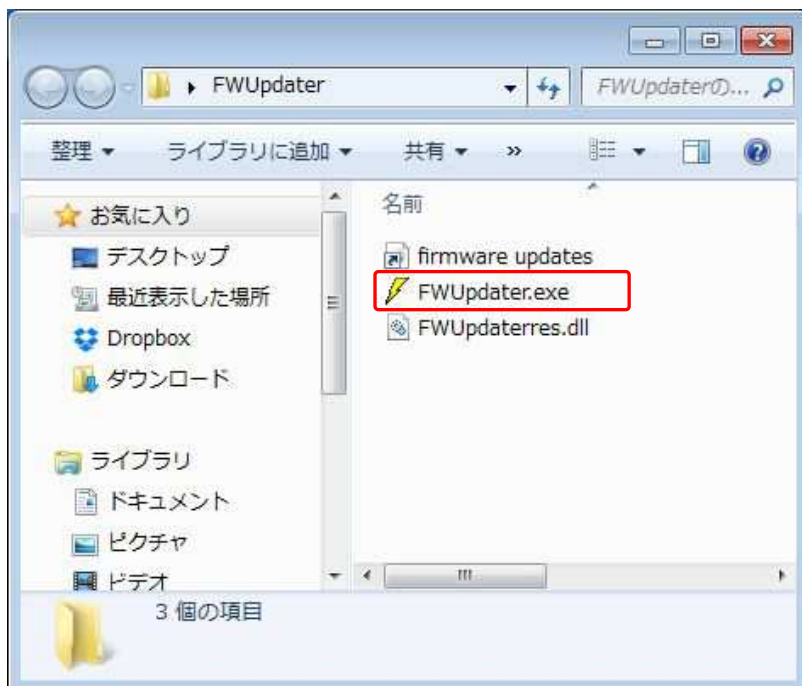 FWUpdater
FWUpdaterの...
整理 ライブラリに追加 共有 »
お気に入り
デスクトップ
最近表示した場所
Dropbox
ダウンロード
ライブラリ
ドキュメント
ピクチャ
ビデオ
名前
firmware updates
FWUpdater.exe
FWUpdaterres.dll
3 個の項目